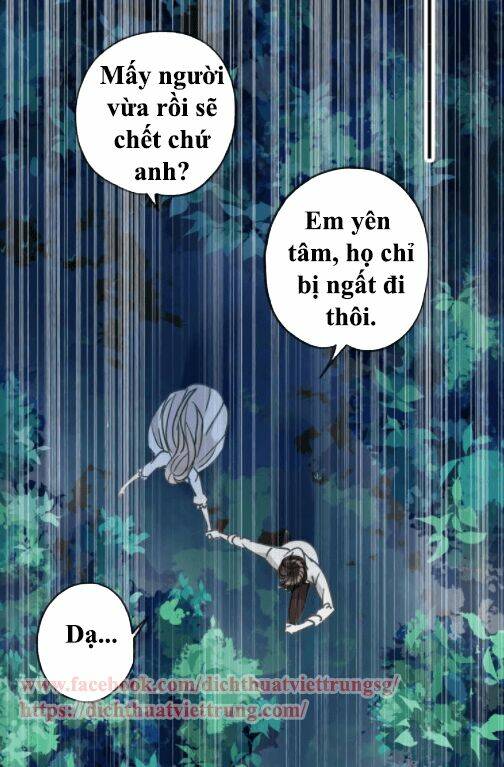 Mấy người
vừa rồi sẽ
chết chứ
anh?
Em yên
tâm, họ chỉ
bị ngất đi
thôi.
Dạ...
www.facebook.com/dichthuatviettrungsg/
https://dichthuatviettrung.com/